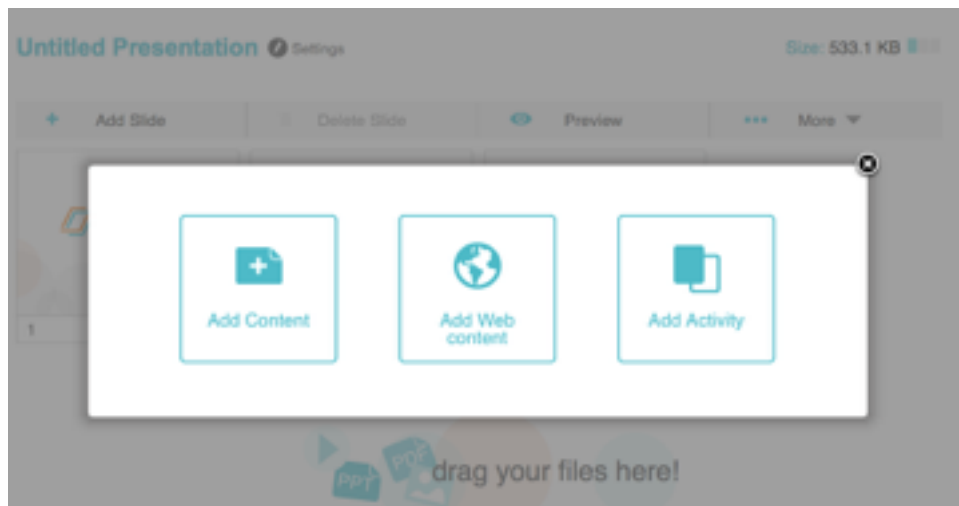 Untitled Presentation Settings
Size: 533.1 KB
Add Slide
Delete Slide
Preview
More
Add Content
Add Web
content
Add Activity
1
PPT
PDF
drag your files here!